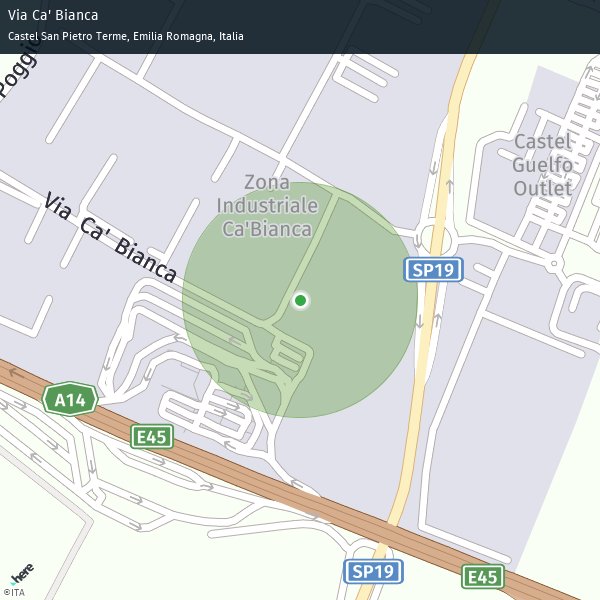 Via Ca' Bianca
Castel San Pietro Terme, Emilia Romagna, Italia
Poggio
Castel
Guelfo
Outlet
Zona
Industriale
Ca'Bianca
Via Ca' Bianca
SP19
A14
E45
SP19
E45
here
©ITA